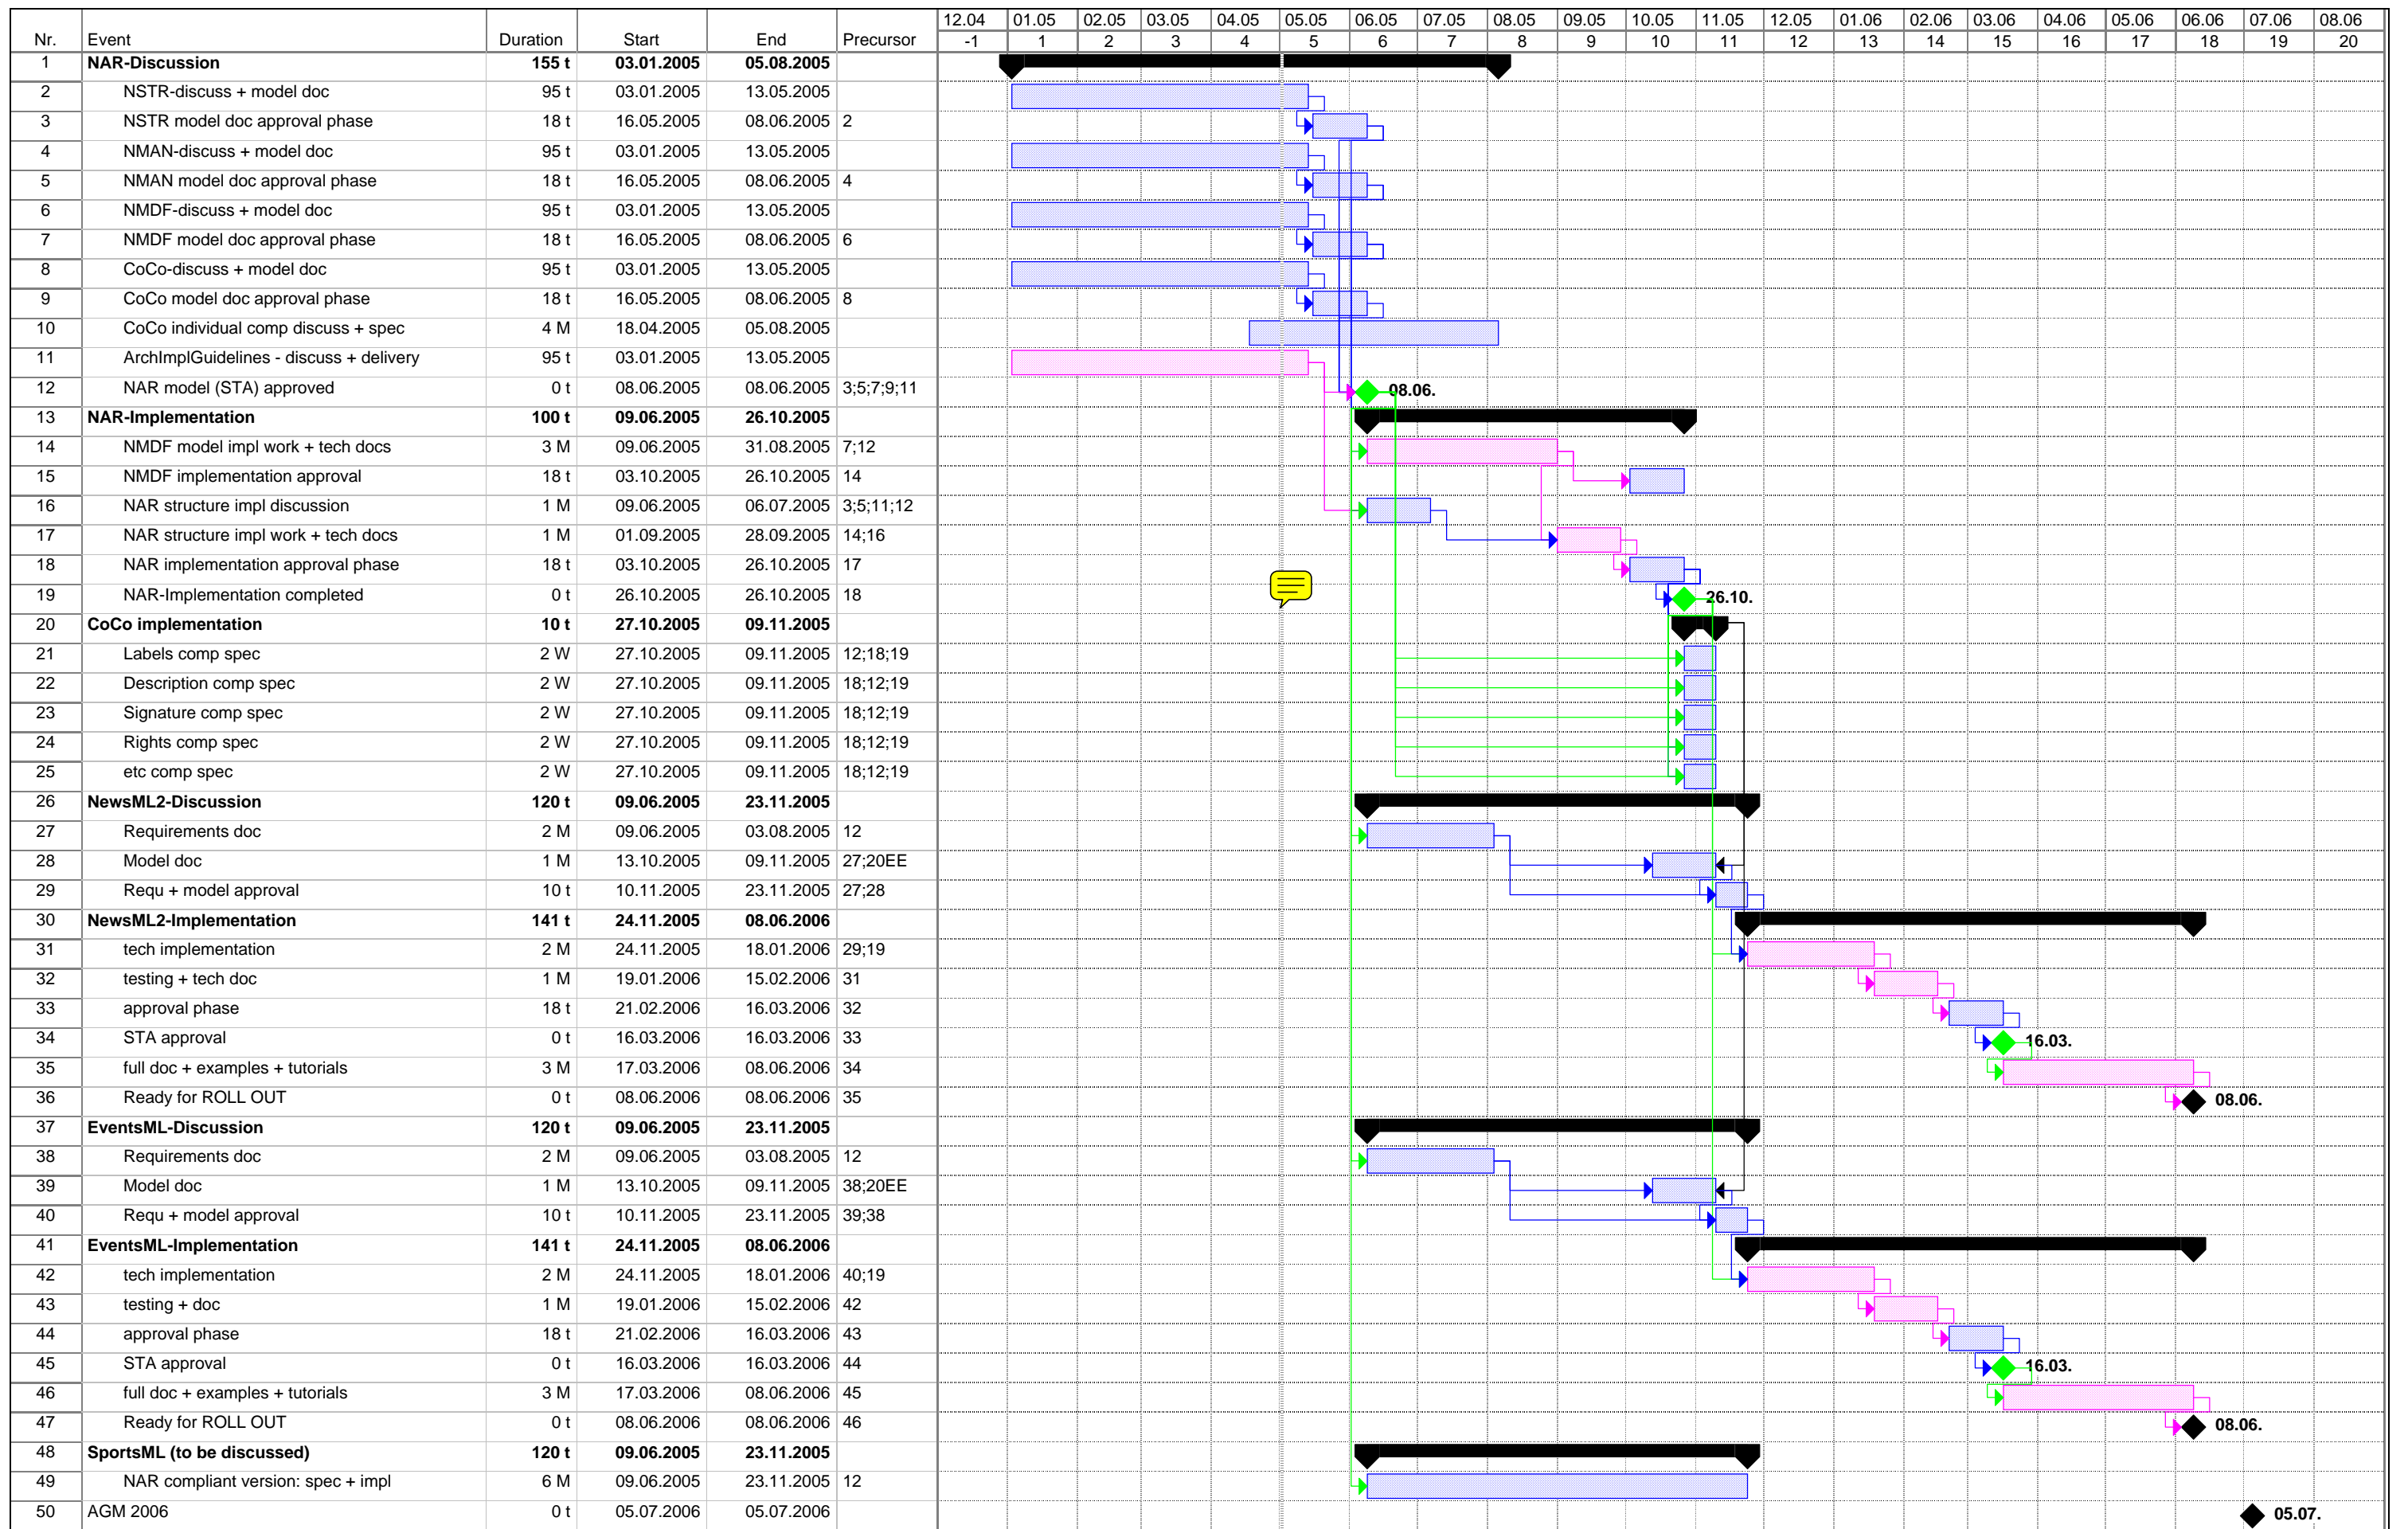 12.04 01.05 02.05 03.05 04.05 05.05 06.05 07.05 08.05 09.05 10.05 11.05 12.05 01.06 02.06 03.06 04.06 05.06 06.06 07.06 08.06
Nr. Event Duration Start End Precursor -1 1 2 3 4 5 6 7 8 9 10 11 12 13 14 15 16 17 18 19 20
1 NAR-Discussion 155 t 03.01.2005 05.08.2005
2 NSTR-discuss + model doc 95 t 03.01.2005 13.05.2005
3 NSTR model doc approval phase 18 t 16.05.2005 08.06.2005 2
4 NMAN-discuss + model doc 95 t 03.01.2005 13.05.2005
5 NMAN model doc approval phase 18 t 16.05.2005 08.06.2005 4
6 NMDF-discuss + model doc 95 t 03.01.2005 13.05.2005
7 NMDF model doc approval phase 18 t 16.05.2005 08.06.2005 6
8 CoCo-discuss + model doc 95 t 03.01.2005 13.05.2005
9 CoCo model doc approval phase 18 t 16.05.2005 08.06.2005 8
10 CoCo individual comp discuss + spec 4 M 18.04.2005 05.08.2005
11 ArchImplGuidelines - discuss + delivery 95 t 03.01.2005 13.05.2005
12 NAR model (STA) approved 0 t 08.06.2005 08.06.2005 3;5;7;9;11 08.06.
13 NAR-Implementation 100 t 09.06.2005 26.10.2005
14 NMDF model impl work + tech docs 3 M 09.06.2005 31.08.2005 7;12
15 NMDF implementation approval 18 t 03.10.2005 26.10.2005 14
16 NAR structure impl discussion 1 M 09.06.2005 06.07.2005 3;5;11;12
17 NAR structure impl work + tech docs 1 M 01.09.2005 28.09.2005 14;16
18 NAR implementation approval phase 18 t 03.10.2005 26.10.2005 17
19 NAR-Implementation completed 0 t 26.10.2005 26.10.2005 18 26.10.
20 CoCo implementation 10 t 27.10.2005 09.11.2005
21 Labels comp spec 2 W 27.10.2005 09.11.2005 12;18;19
22 Description comp spec 2 W 27.10.2005 09.11.2005 18;12;19
23 Signature comp spec 2 W 27.10.2005 09.11.2005 18;12;19
24 Rights comp spec 2 W 27.10.2005 09.11.2005 18;12;19
25 etc comp spec 2 W 27.10.2005 09.11.2005 18;12;19
26 NewsML2-Discussion 120 t 09.06.2005 23.11.2005
27 Requirements doc 2 M 09.06.2005 03.08.2005 12
28 Model doc 1 M 13.10.2005 09.11.2005 27;20EE
29 Requ + model approval 10 t 10.11.2005 23.11.2005 27;28
30 NewsML2-Implementation 141 t 24.11.2005 08.06.2006
31 tech implementation 2 M 24.11.2005 18.01.2006 29;19
32 testing + tech doc 1 M 19.01.2006 15.02.2006 31
33 approval phase 18 t 21.02.2006 16.03.2006 32
34 STA approval 0 t 16.03.2006 16.03.2006 33 16.03.
35 full doc + examples + tutorials 3 M 17.03.2006 08.06.2006 34
36 Ready for ROLL OUT 0 t 08.06.2006 08.06.2006 35 08.06.
37 EventsML-Discussion 120 t 09.06.2005 23.11.2005
38 Requirements doc 2 M 09.06.2005 03.08.2005 12
39 Model doc 1 M 13.10.2005 09.11.2005 38;20EE
40 Requ + model approval 10 t 10.11.2005 23.11.2005 39;38
41 EventsML-Implementation 141 t 24.11.2005 08.06.2006
42 tech implementation 2 M 24.11.2005 18.01.2006 40;19
43 testing + doc 1 M 19.01.2006 15.02.2006 42
44 approval phase 18 t 21.02.2006 16.03.2006 43
45 STA approval 0 t 16.03.2006 16.03.2006 44 16.03.
46 full doc + examples + tutorials 3 M 17.03.2006 08.06.2006 45
47 Ready for ROLL OUT 0 t 08.06.2006 08.06.2006 46 08.06.
48 SportsML (to be discussed) 120 t 09.06.2005 23.11.2005
49 NAR compliant version: spec + impl 6 M 09.06.2005 23.11.2005 12
50 AGM 2006 0 t 05.07.2006 05.07.2006 05.07.